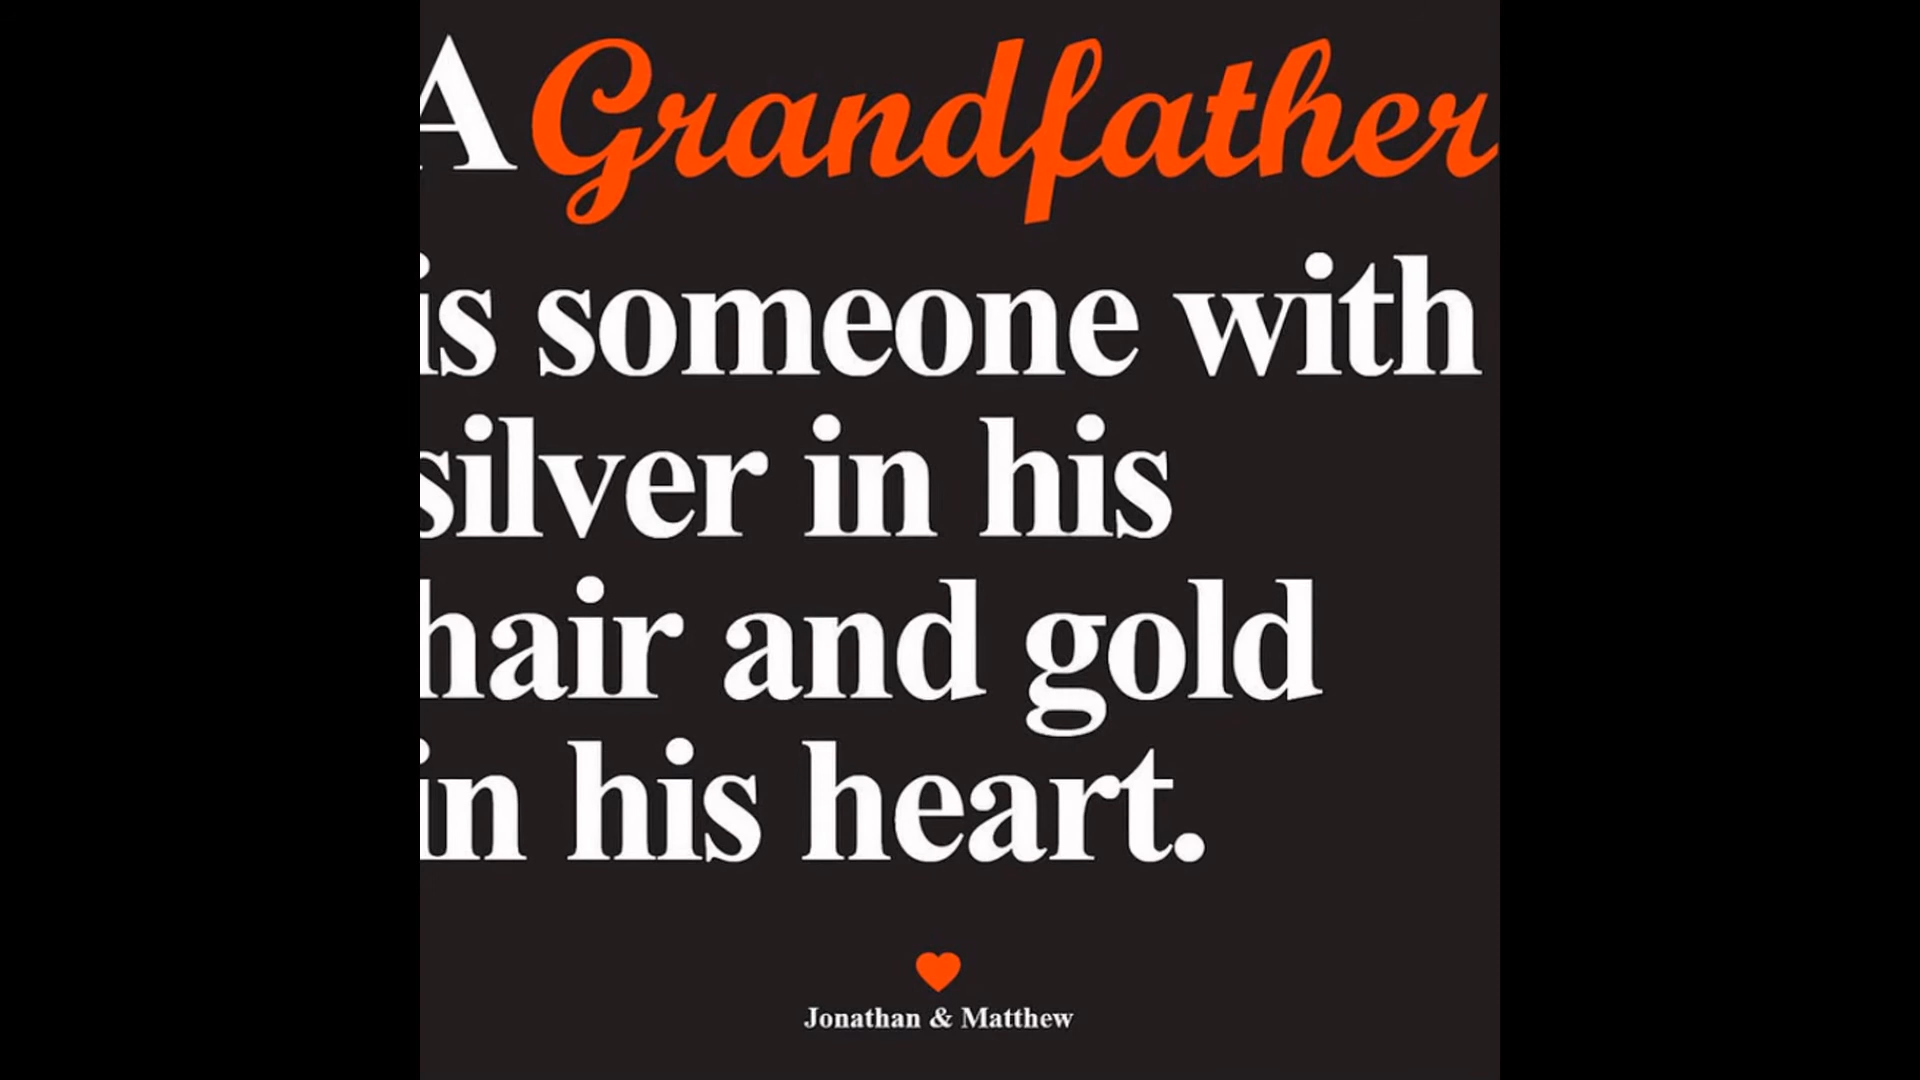 A Grandfather
is someone with
silver in his
hair and gold
in his heart.
Jonathan & Matthew